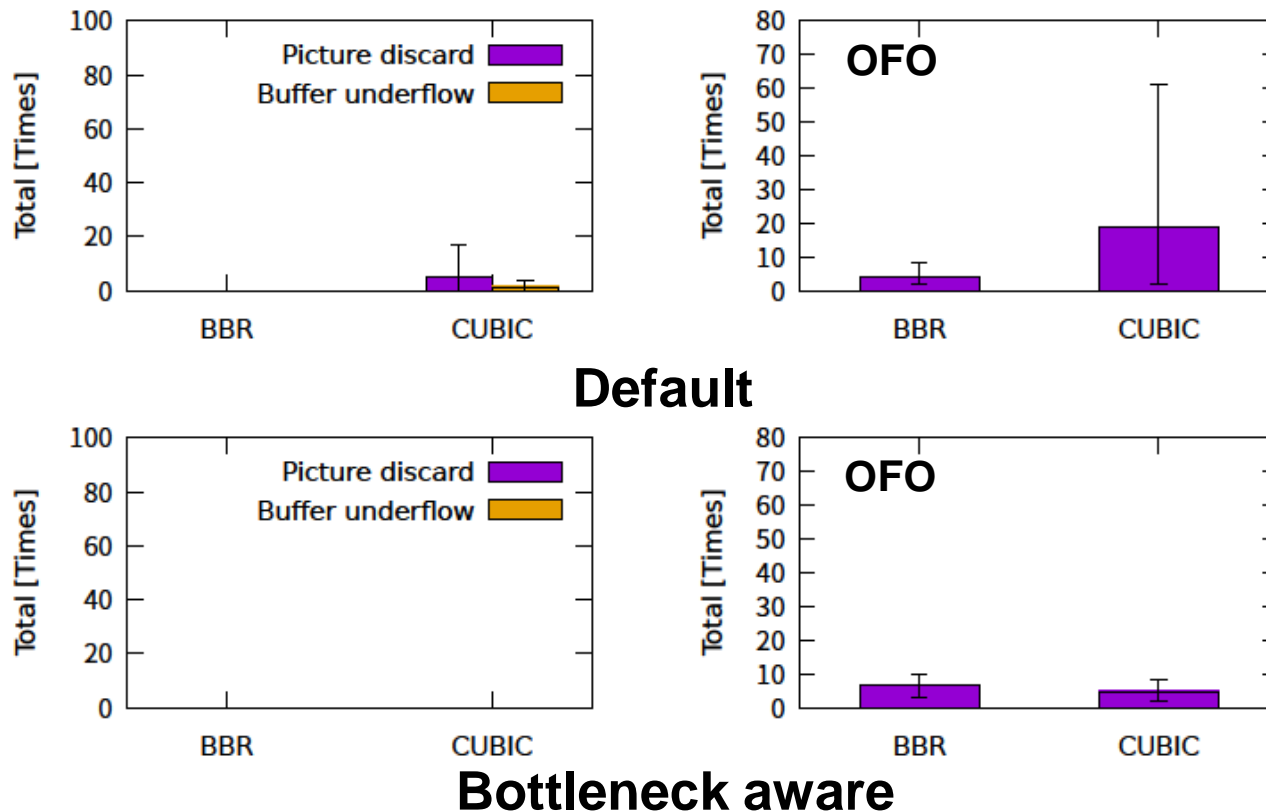 Total [Times]
100
80
60
40
20
0
Picture discard
Buffer underflow
BBR CUBIC
Total [Times]
80
70
60
50
40
30
20
10
0
OFO
BBR CUBIC
Default
Total [Times]
100
80
60
40
20
0
Picture discard
Buffer underflow
BBR CUBIC
Total [Times]
80
70
60
50
40
30
20
10
0
OFO
BBR CUBIC
Bottleneck aware